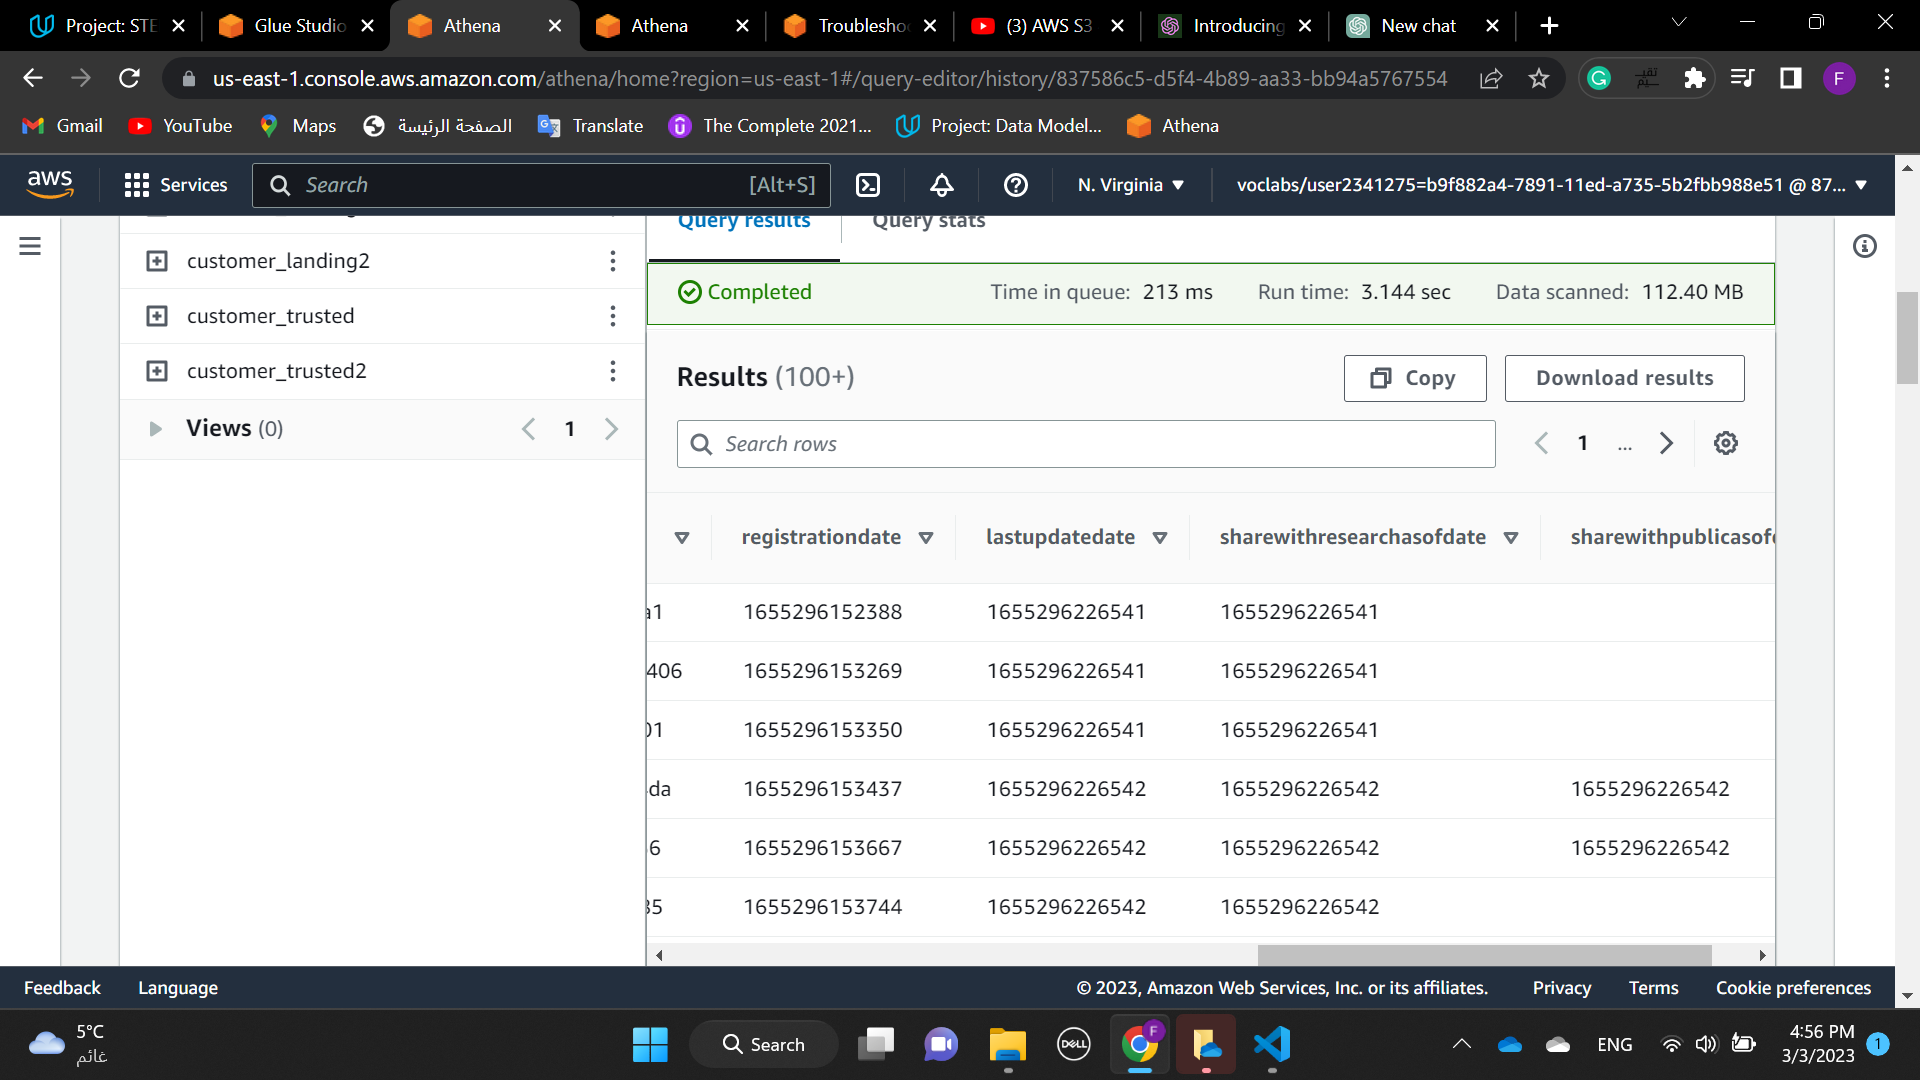 Project: STE
Glue Studio
Athena
Athena
Troublesho
(3) AWS S3
Introducing
New chat
us-east-1.console.aws.amazon.com/athena/home?region=us-east-1#/query-editor/history/837586c5-d5f4-4b89-aa33-bb94a5767554
F
Gmail
YouTube
Maps
الصفحة الرئيسة
Translate
The Complete 2021...
Project: Data Model...
Athena
aws
Services
Search
[Alt+S]
N. Virginia
voclabs/user2341275=b9f882a4-7891-11ed-a735-5b2fbb988e51 @ 87...
Query results
Query stats
customer_landing2
customer_trusted
customer_trusted2
Views (0)
1
Completed
Time in queue: 213 ms
Run time: 3.144 sec
Data scanned: 112.40 MB
Results (100+)
Copy
Download results
Search rows
1
...
registrationdate
lastupdatedate
sharewithresearchasofdate
sharewithpublicasof
a1 1655296152388 1655296226541 1655296226541
406 1655296153269 1655296226541 1655296226541
01 1655296153350 1655296226541 1655296226541
da 1655296153437 1655296226542 1655296226542 1655296226542
6 1655296153667 1655296226542 1655296226542 1655296226542
35 1655296153744 1655296226542 1655296226542
Feedback
Language
© 2023, Amazon Web Services, Inc. or its affiliates.
Privacy
Terms
Cookie preferences
5°C
غائم
Search
DELL
F
ENG
4:56 PM
3/3/2023
1